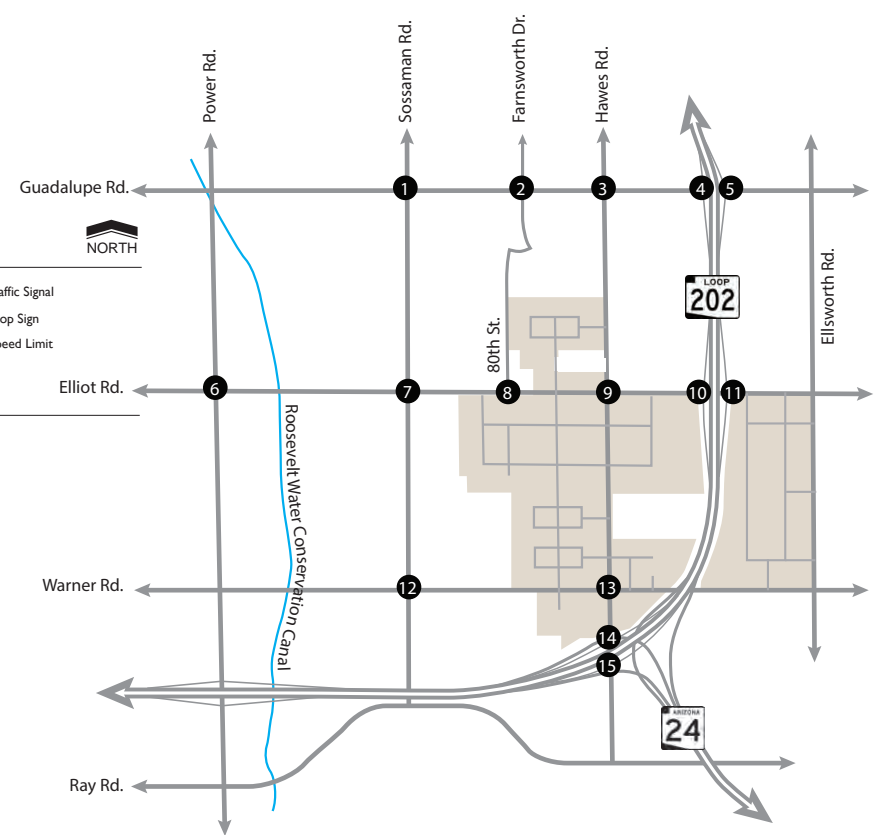 Power Rd.
Sossaman Rd.
Farnsworth Dr.
Hawes Rd.
Guadalupe Rd.
1
2
3
4
5
NORTH
affic Signal
op Sign
peed Limit
LOOP
202
Ellsworth Rd.
80th St.
Elliot Rd.
6
7
8
9
10
11
Roosevelt Water Conservation Canal
Warner Rd.
12
13
14
15
ARIZONA
24
Ray Rd.